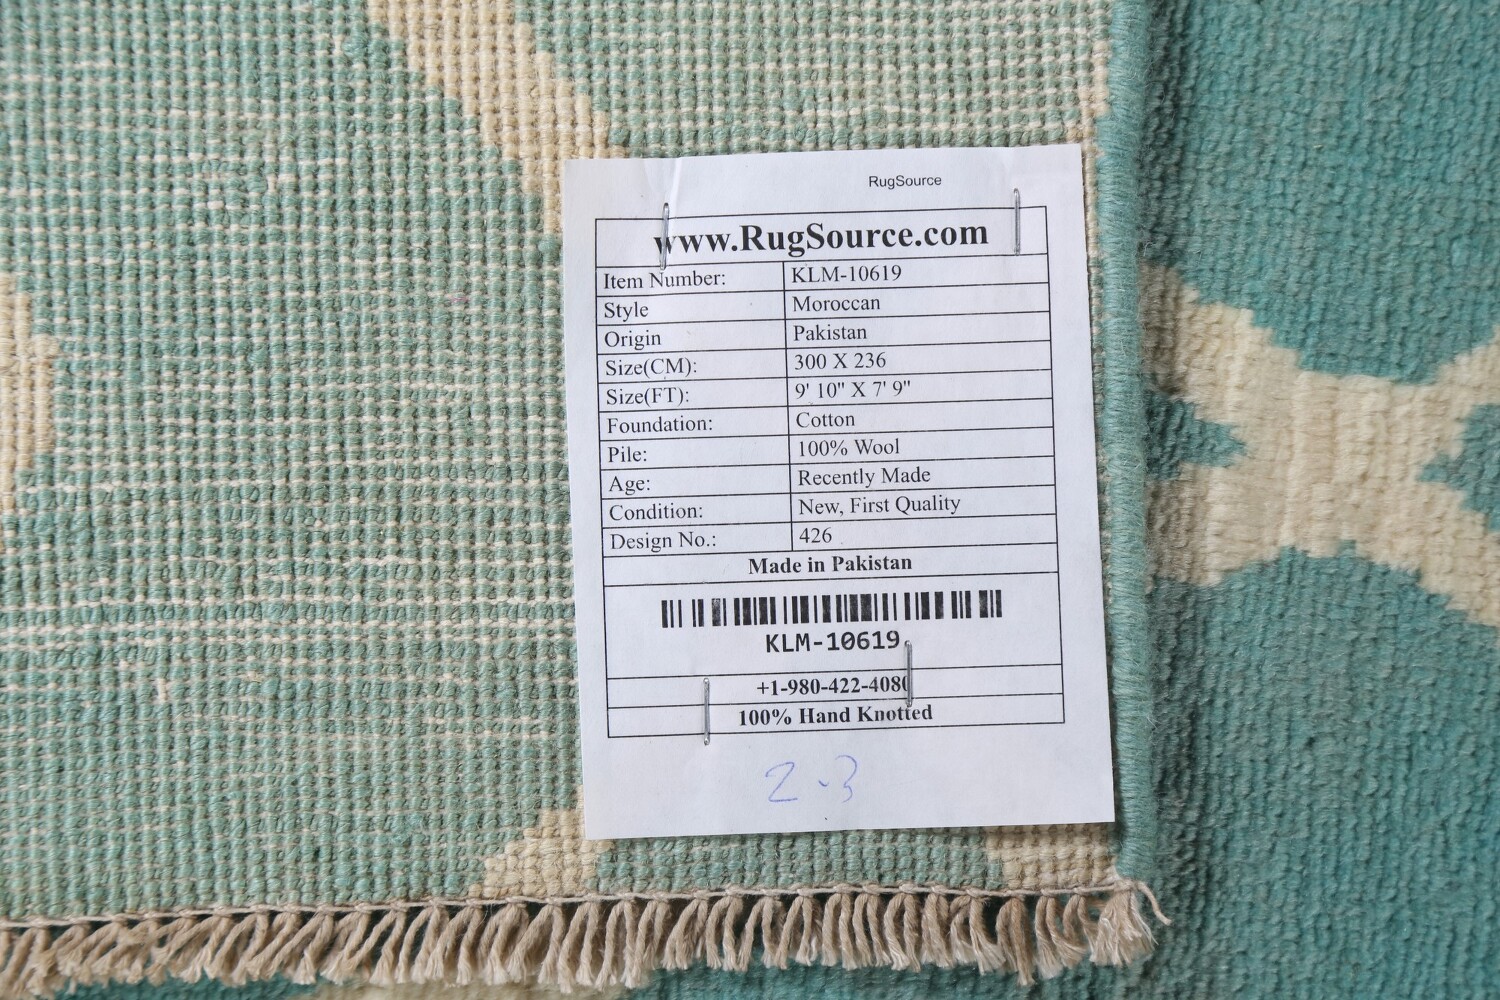 RugSource
www.RugSource.com
Item Number: KLM-10619
Style Moroccan
Origin Pakistan
Size(CM): 300 X 236
Size(FT): 9' 10" X 7' 9"
Foundation: Cotton
Pile: 100% Wool
Age: Recently Made
Condition: New, First Quality
Design No.: 426
Made in Pakistan
KLM-10619
+1-980-422-4080
100% Hand Knotted
2.3